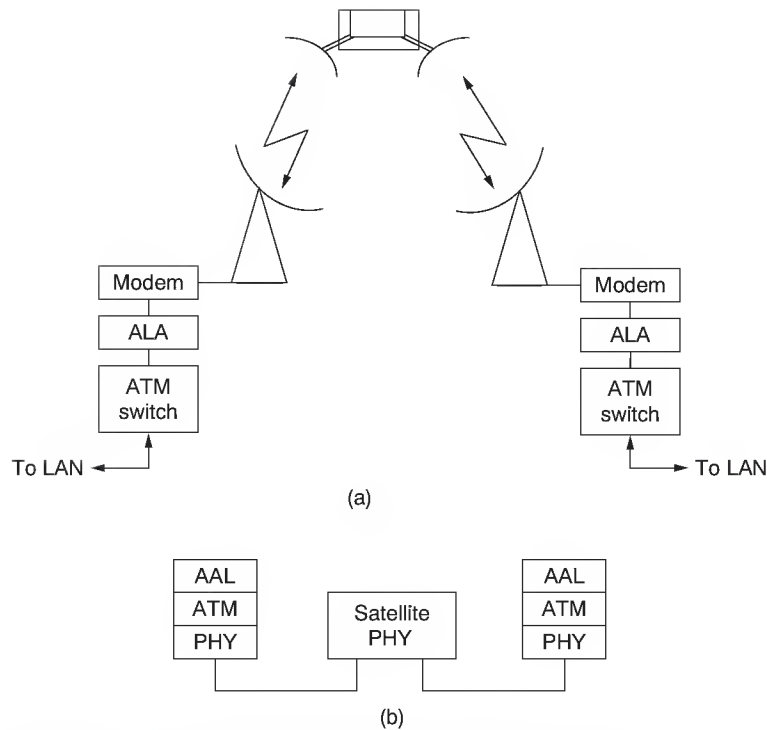 Modem
ALA
ATM
switch
To LAN
Modem
ALA
ATM
switch
To LAN
(a)
AAL
ATM
PHY
Satellite
PHY
AAL
ATM
PHY
(b)